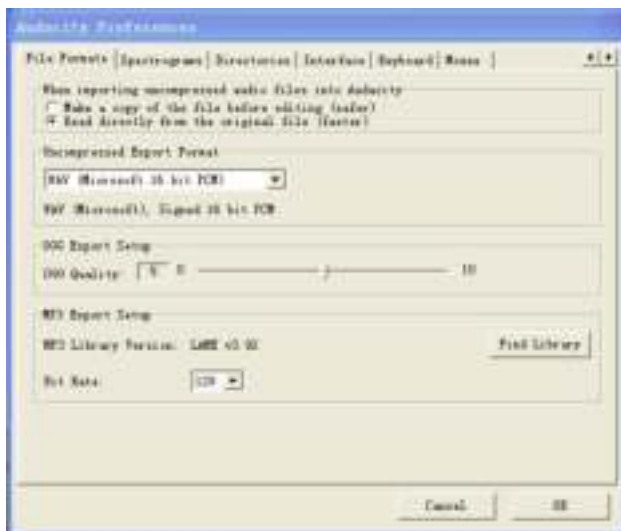 Audacity Preferences
File Formats Spectrograms Directories Interface Keyboard Mouse
When importing uncompressed audio files into Audacity
Make a copy of the file before editing (safer)
Read directly from the original file (faster)
Uncompressed Export Format
WAV (Microsoft 16 bit PCM)
WAV (Microsoft), Signed 16 bit PCM
OGG Export Setup
OGG Quality: 5 0 10
MP3 Export Setup
MP3 Library Version: LAME Find Library
Bit Rate: 128
Cancel OK